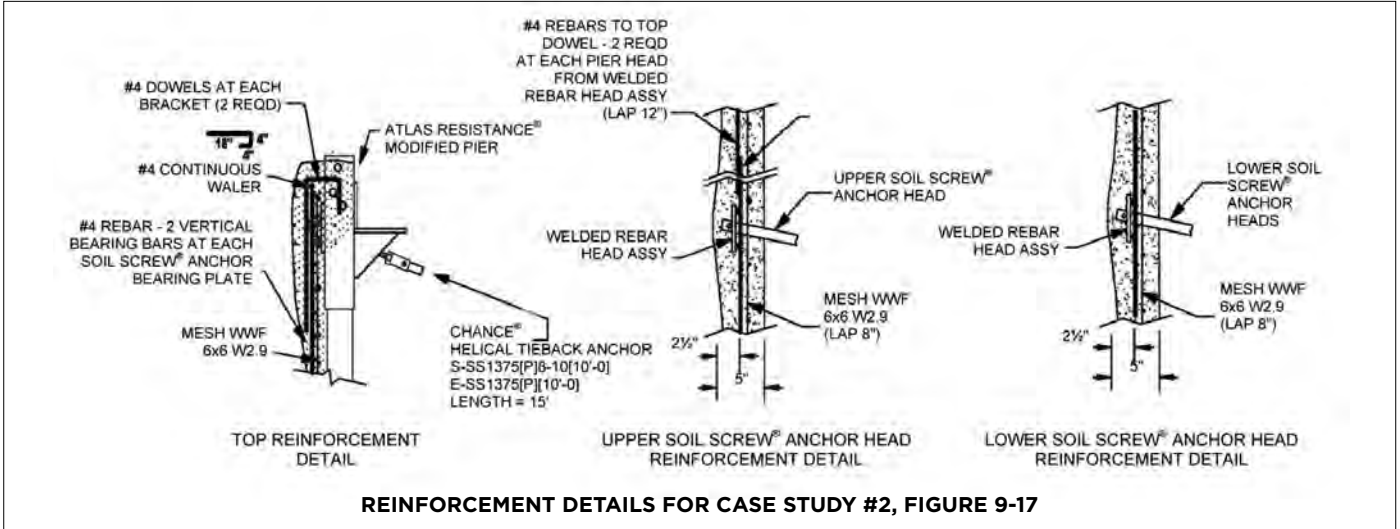 #4 DOWELS AT EACH
BRACKET (2 REQD)
18"
4"
4"
#4 CONTINUOUS
WALER
#4 REBAR - 2 VERTICAL
BEARING BARS AT EACH
SOIL SCREW® ANCHOR
BEARING PLATE
MESH WWF
6x6 W2.9
ATLAS RESISTANCE®
MODIFIED PIER
CHANCE®
HELICAL TIEBACK ANCHOR
S-SS1375[P]8-10[10'-0]
E-SS1375[P][10'-0]
LENGTH = 15'
TOP REINFORCEMENT
DETAIL
#4 REBARS TO TOP
DOWEL - 2 REQD
AT EACH PIER HEAD
FROM WELDED
REBAR HEAD ASSY
(LAP 12")
UPPER SOIL SCREW®
ANCHOR HEAD
WELDED REBAR
HEAD ASSY
MESH WWF
6x6 W2.9
(LAP 8")
2½"
5"
UPPER SOIL SCREW® ANCHOR HEAD
REINFORCEMENT DETAIL
LOWER SOIL
SCREW®
ANCHOR
HEADS
WELDED REBAR
HEAD ASSY
MESH WWF
6x6 W2.9
(LAP 8")
2½"
5"
LOWER SOIL SCREW® ANCHOR HEAD
REINFORCEMENT DETAIL
REINFORCEMENT DETAILS FOR CASE STUDY #2, FIGURE 9-17